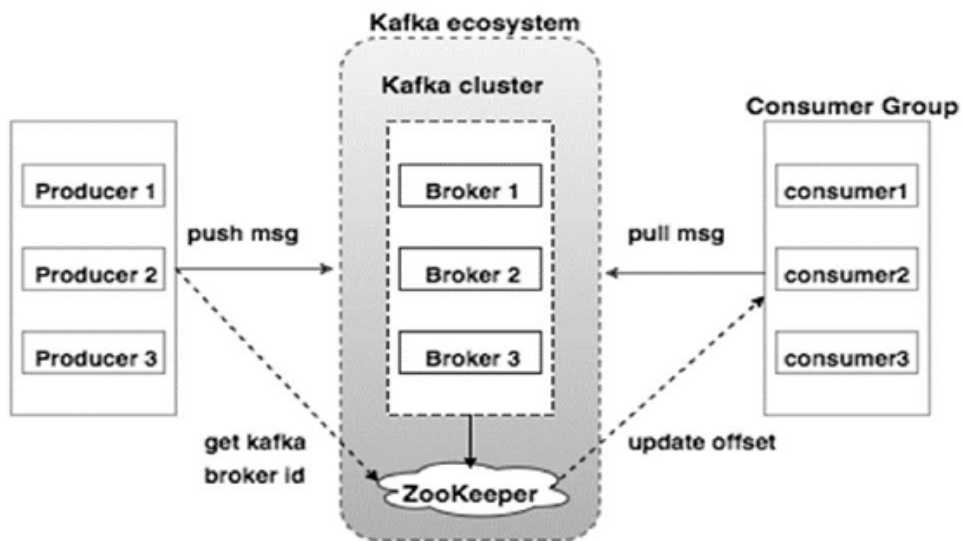 Kafka ecosystem
Kafka cluster
Consumer Group
Producer 1
Broker 1
consumer1
push msg
pull msg
Producer 2
Broker 2
consumer2
Producer 3
Broker 3
consumer3
get kafka
broker id
update offset
ZooKeeper